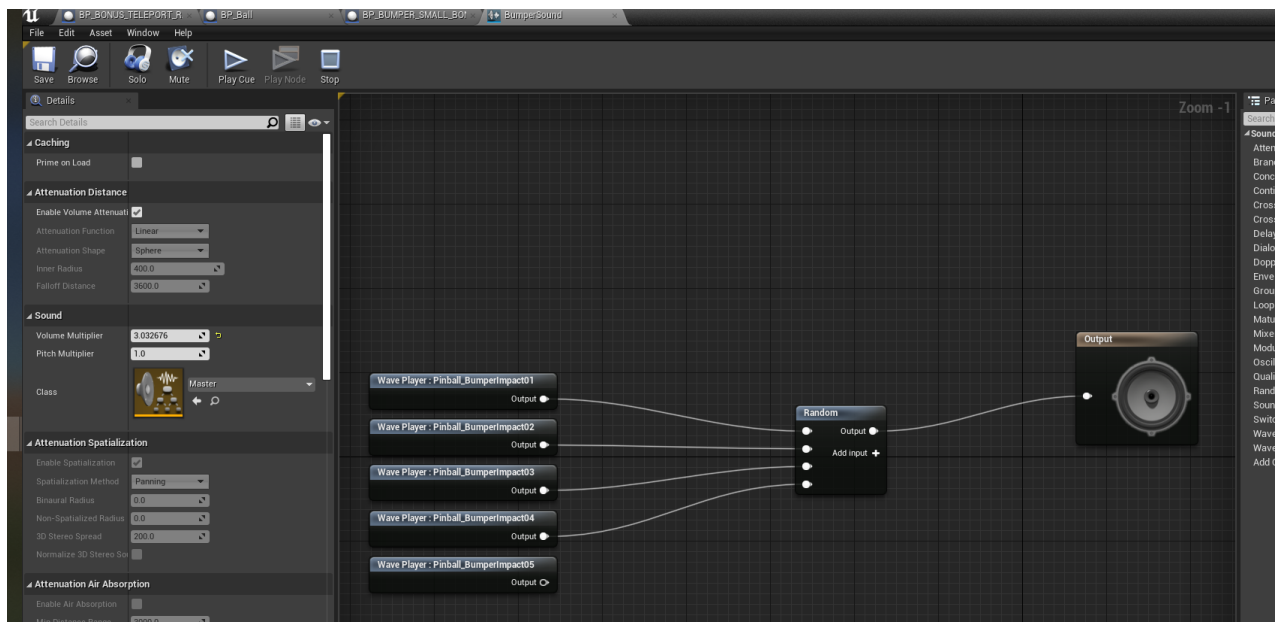 BP_BONUS_TELEPORT_R
BP_Ball
BP_BUMPER_SMALL_BO
BumperSound
File Edit Asset Window Help
Save Browse Solo Mute Play Cue Play Node Stop
Details
Search Details
Caching
Prime on Load
Attenuation Distance
Enable Volume Attenuati
Attenuation Function Linear
Attenuation Shape Sphere
Inner Radius 400.0
Falloff Distance 3600.0
Sound
Volume Multiplier 3.032676
Pitch Multiplier 1.0
Class Master
Attenuation Spatialization
Enable Spatialization
Spatialization Method Panning
Binaural Radius 0.0
Non-Spatialized Radius 0.0
3D Stereo Spread 200.0
Normalize 3D Stereo So
Attenuation Air Absorption
Enable Air Absorption
Zoom -1
Wave Player : Pinball_BumperImpact01
Output
Wave Player : Pinball_BumperImpact02
Output
Wave Player : Pinball_BumperImpact03
Output
Wave Player : Pinball_BumperImpact04
Output
Wave Player : Pinball_BumperImpact05
Output
Random
Output
Add input
Output
Pa
Search
Sound
Atten
Bran
Conc
Conti
Cross
Cross
Delay
Dialo
Dopp
Enve
Grou
Loop
Matu
Mixe
Modu
Oscil
Quali
Rand
Soun
Switc
Wave
Wave
Add C